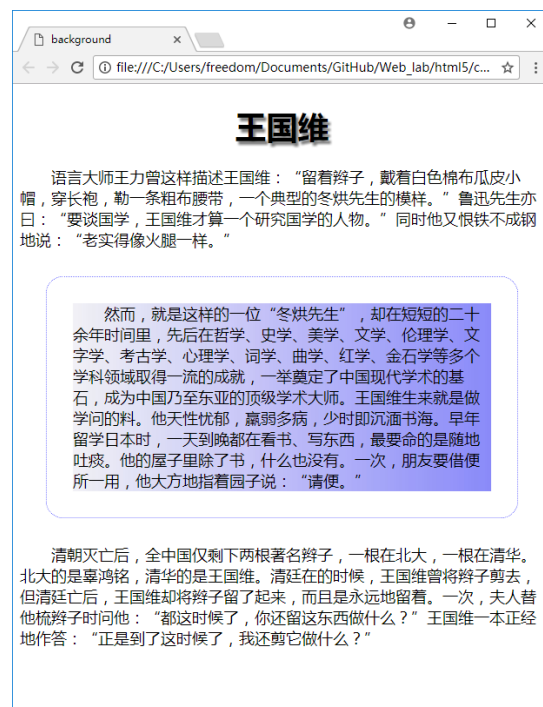 background
file:///C:/Users/freedom/Documents/GitHub/Web_lab/html5/c...
王国维
语言大师王力曾这样描述王国维：“留着辫子，戴着白色棉布瓜皮小
帽，穿长袍，勒一条粗布腰带，一个典型的冬烘先生的模样。”鲁迅先生亦
曰：“要谈国学，王国维才算一个研究国学的人物。”同时他又恨铁不成钢
地说：“老实得像火腿一样。”
然而，就是这样的一位“冬烘先生”，却在短短的二十
余年时间里，先后在哲学、史学、美学、文学、伦理学、文
字学、考古学、心理学、词学、曲学、红学、金石学等多个
学科领域取得一流的成就，一举奠定了中国现代学术的基
石，成为中国乃至东亚的顶级学术大师。王国维生来就是做
学问的料。他天性忧郁，羸弱多病，少时即沉湎书海。早年
留学日本时，一天到晚都在看书、写东西，最要命的是随地
吐痰。他的屋子里除了书，什么也没有。一次，朋友要借便
所一用，他大方地指着园子说：“请便。”
清朝灭亡后，全中国仅剩下两根著名辫子，一根在北大，一根在清华。
北大的是辜鸿铭，清华的是王国维。清廷在的时候，王国维曾将辫子剪去，
但清廷亡后，王国维却将辫子留了起来，而且是永远地留着。一次，夫人替
他梳辫子时问他：“都这时候了，你还留这东西做什么？”王国维一本正经
地作答：“正是到了这时候了，我还剪它做什么？”